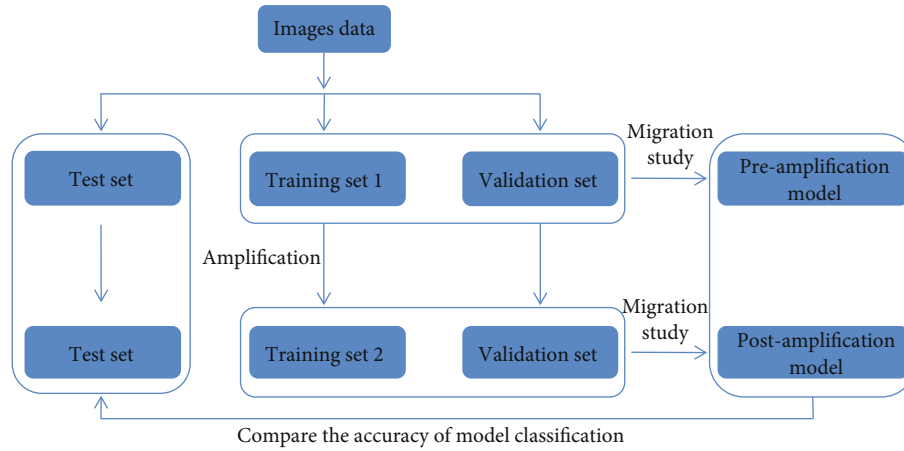 Images data
Migration
study
Test set
Training set 1
Validation set
Pre-amplification
model
Amplification
Migration
study
Test set
Training set 2
Validation set
Post-amplification
model
Compare the accuracy of model classification